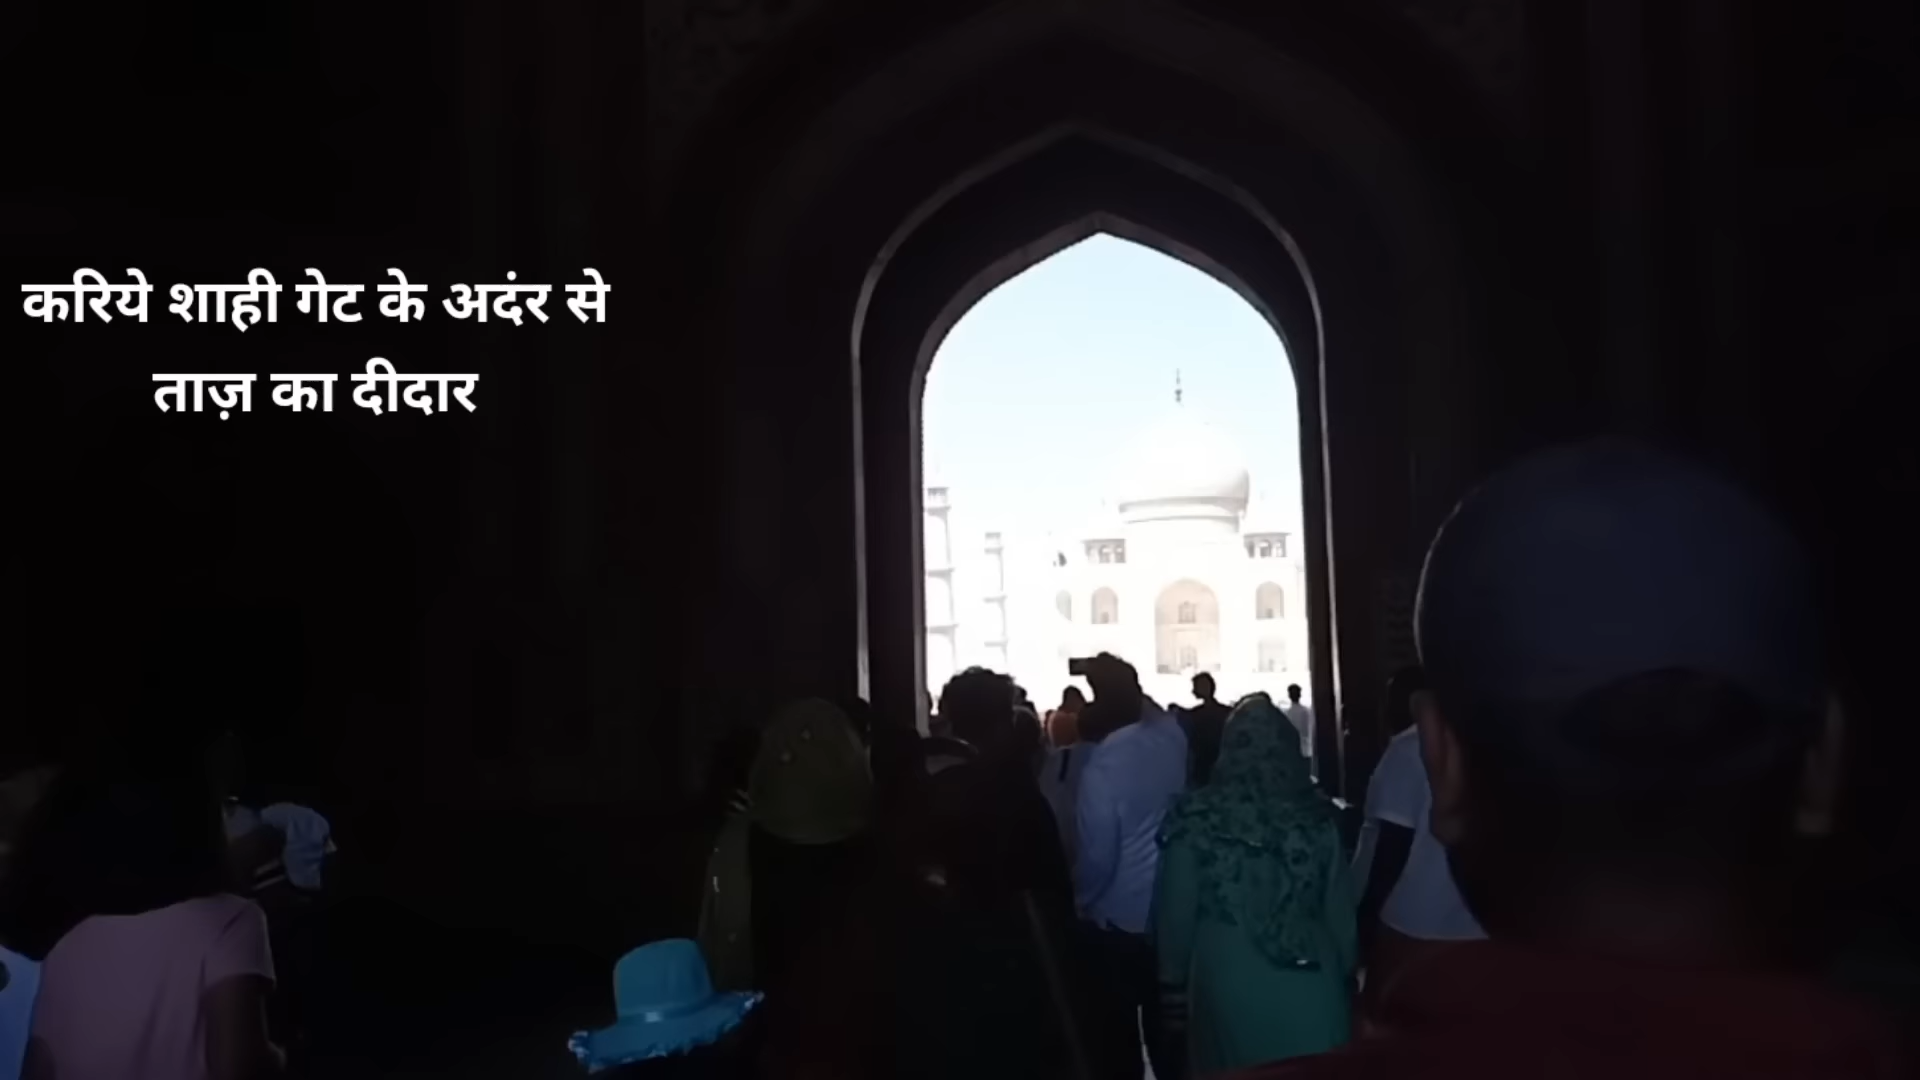 करिये शाही गेट के अदंर से
ताज़ का दीदार